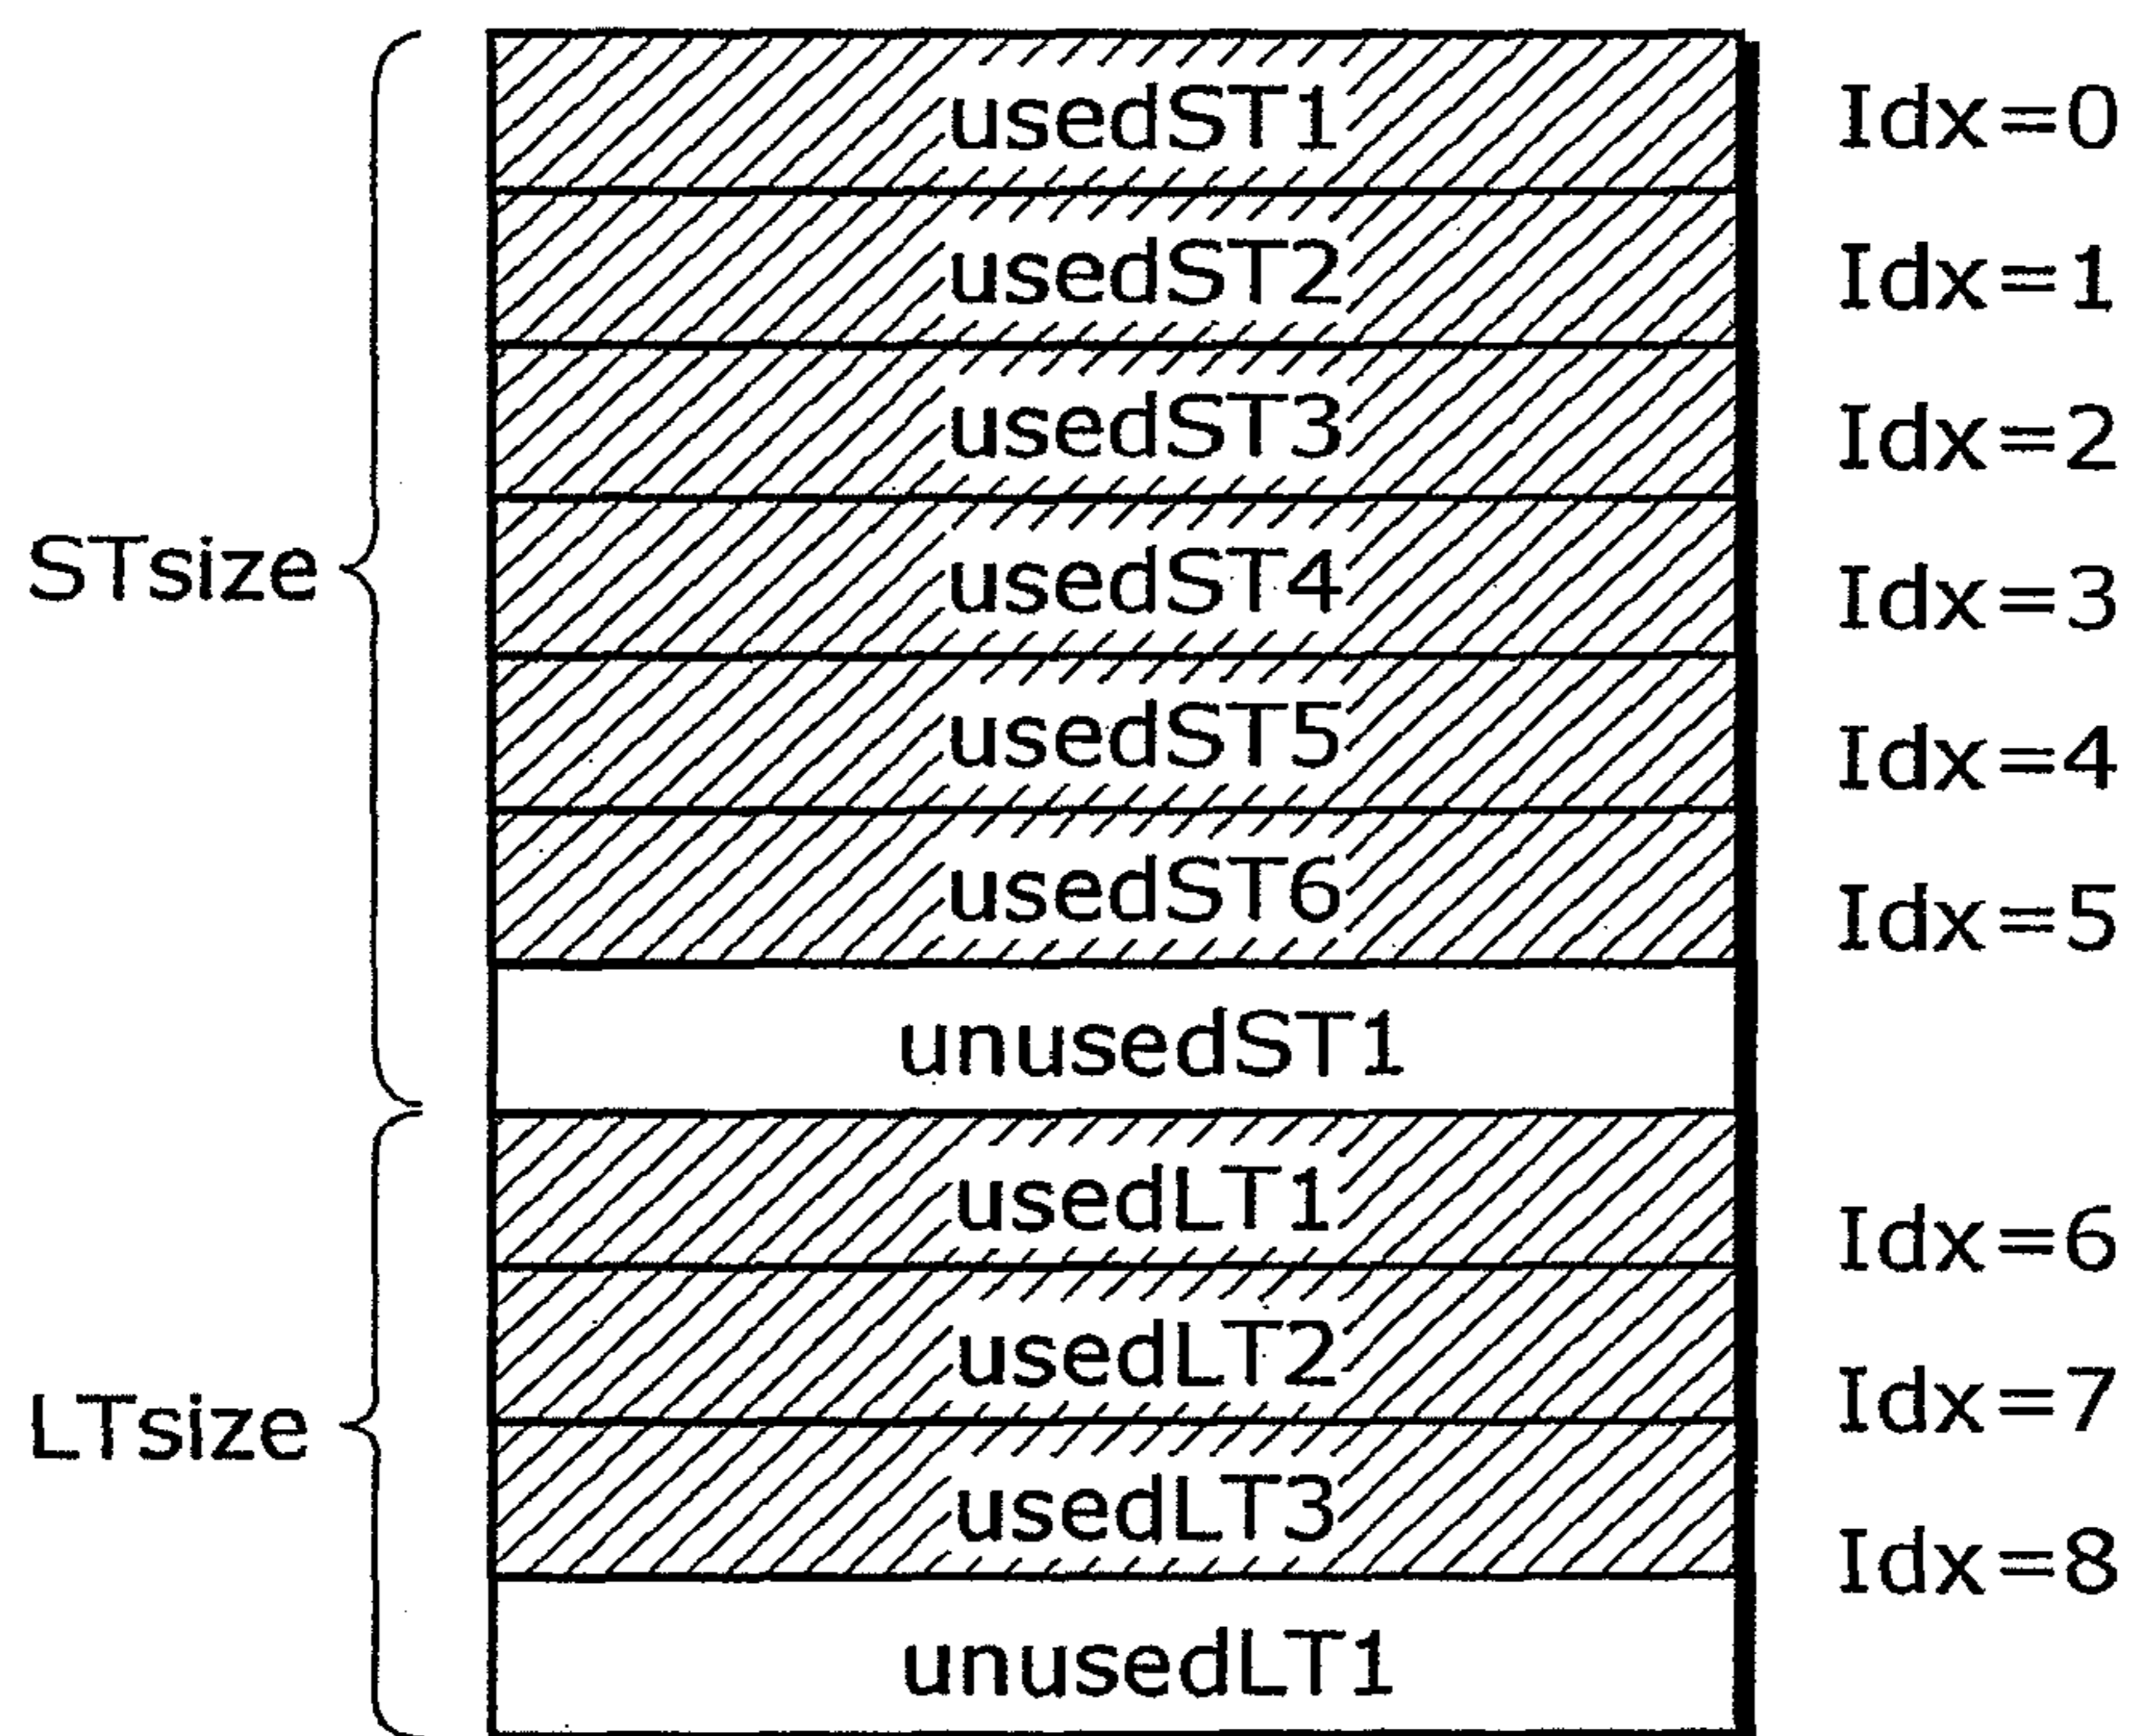 usedST1 Idx=0
usedST2 Idx=1
usedST3 Idx=2
STsize usedST4 Idx=3
usedST5 Idx=4
usedST6 Idx=5
unusedST1
usedLT1 Idx=6
usedLT2 Idx=7
LTsize usedLT3 Idx=8
unusedLT1